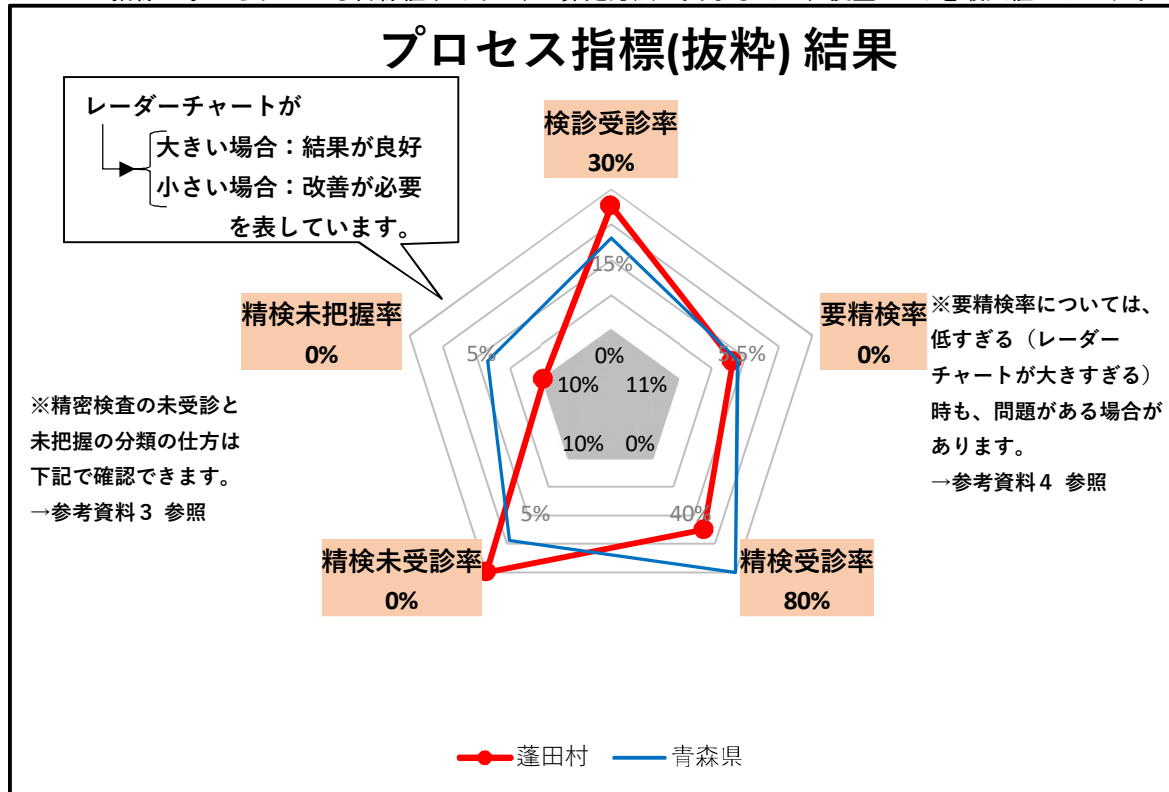 プロセス指標(抜粋) 結果
レーダーチャートが
大きい場合：結果が良好
小さい場合：改善が必要
を表しています。
検診受診率
30%
15%
0%
精検未把握率
0%
5%
10%
要精検率
0%
5.5%
11%
※要精検率については、
低すぎる（レーダー
チャートが大きすぎる）
時も、問題がある場合が
あります。
→参考資料４ 参照
※精密検査の未受診と
未把握の分類の仕方は
下記で確認できます。
→参考資料３ 参照
10%
0%
5%
40%
精検未受診率
0%
精検受診率
80%
蓬田村
青森県